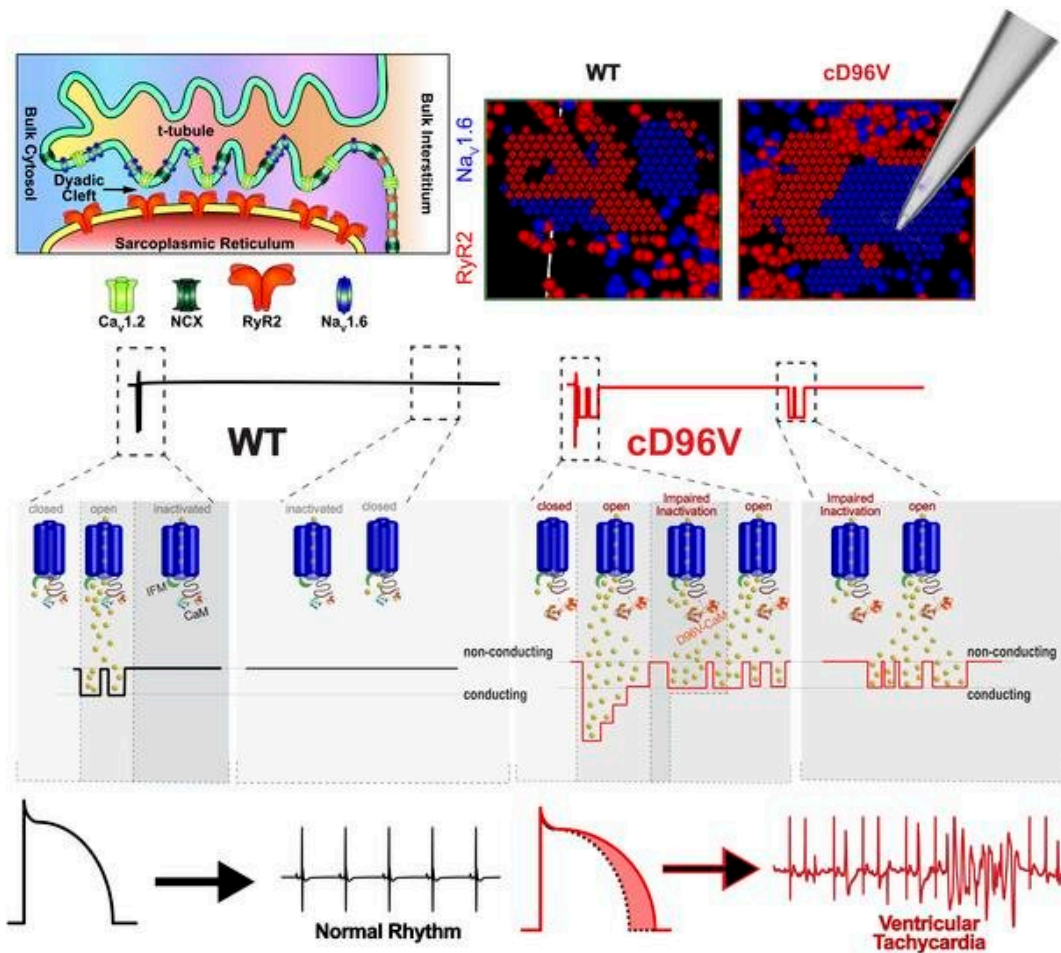 WT
cD96V
Bulk Cytosol
t-tubule
Dyadic
Cleft
Sarcoplasmic Reticulum
Bulk Interstitium
RyR2
Naᵥ1.6
Caᵥ1.2
NCX
RyR2
Naᵥ1.6
WT
cD96V
closed
open
inactivated
IFM
CaM
inactivated
closed
non-conducting
conducting
closed
open
Impaired
Inactivation
open
D96V-CaM
Impaired
Inactivation
open
non-conducting
conducting
Normal Rhythm
Ventricular
Tachycardia